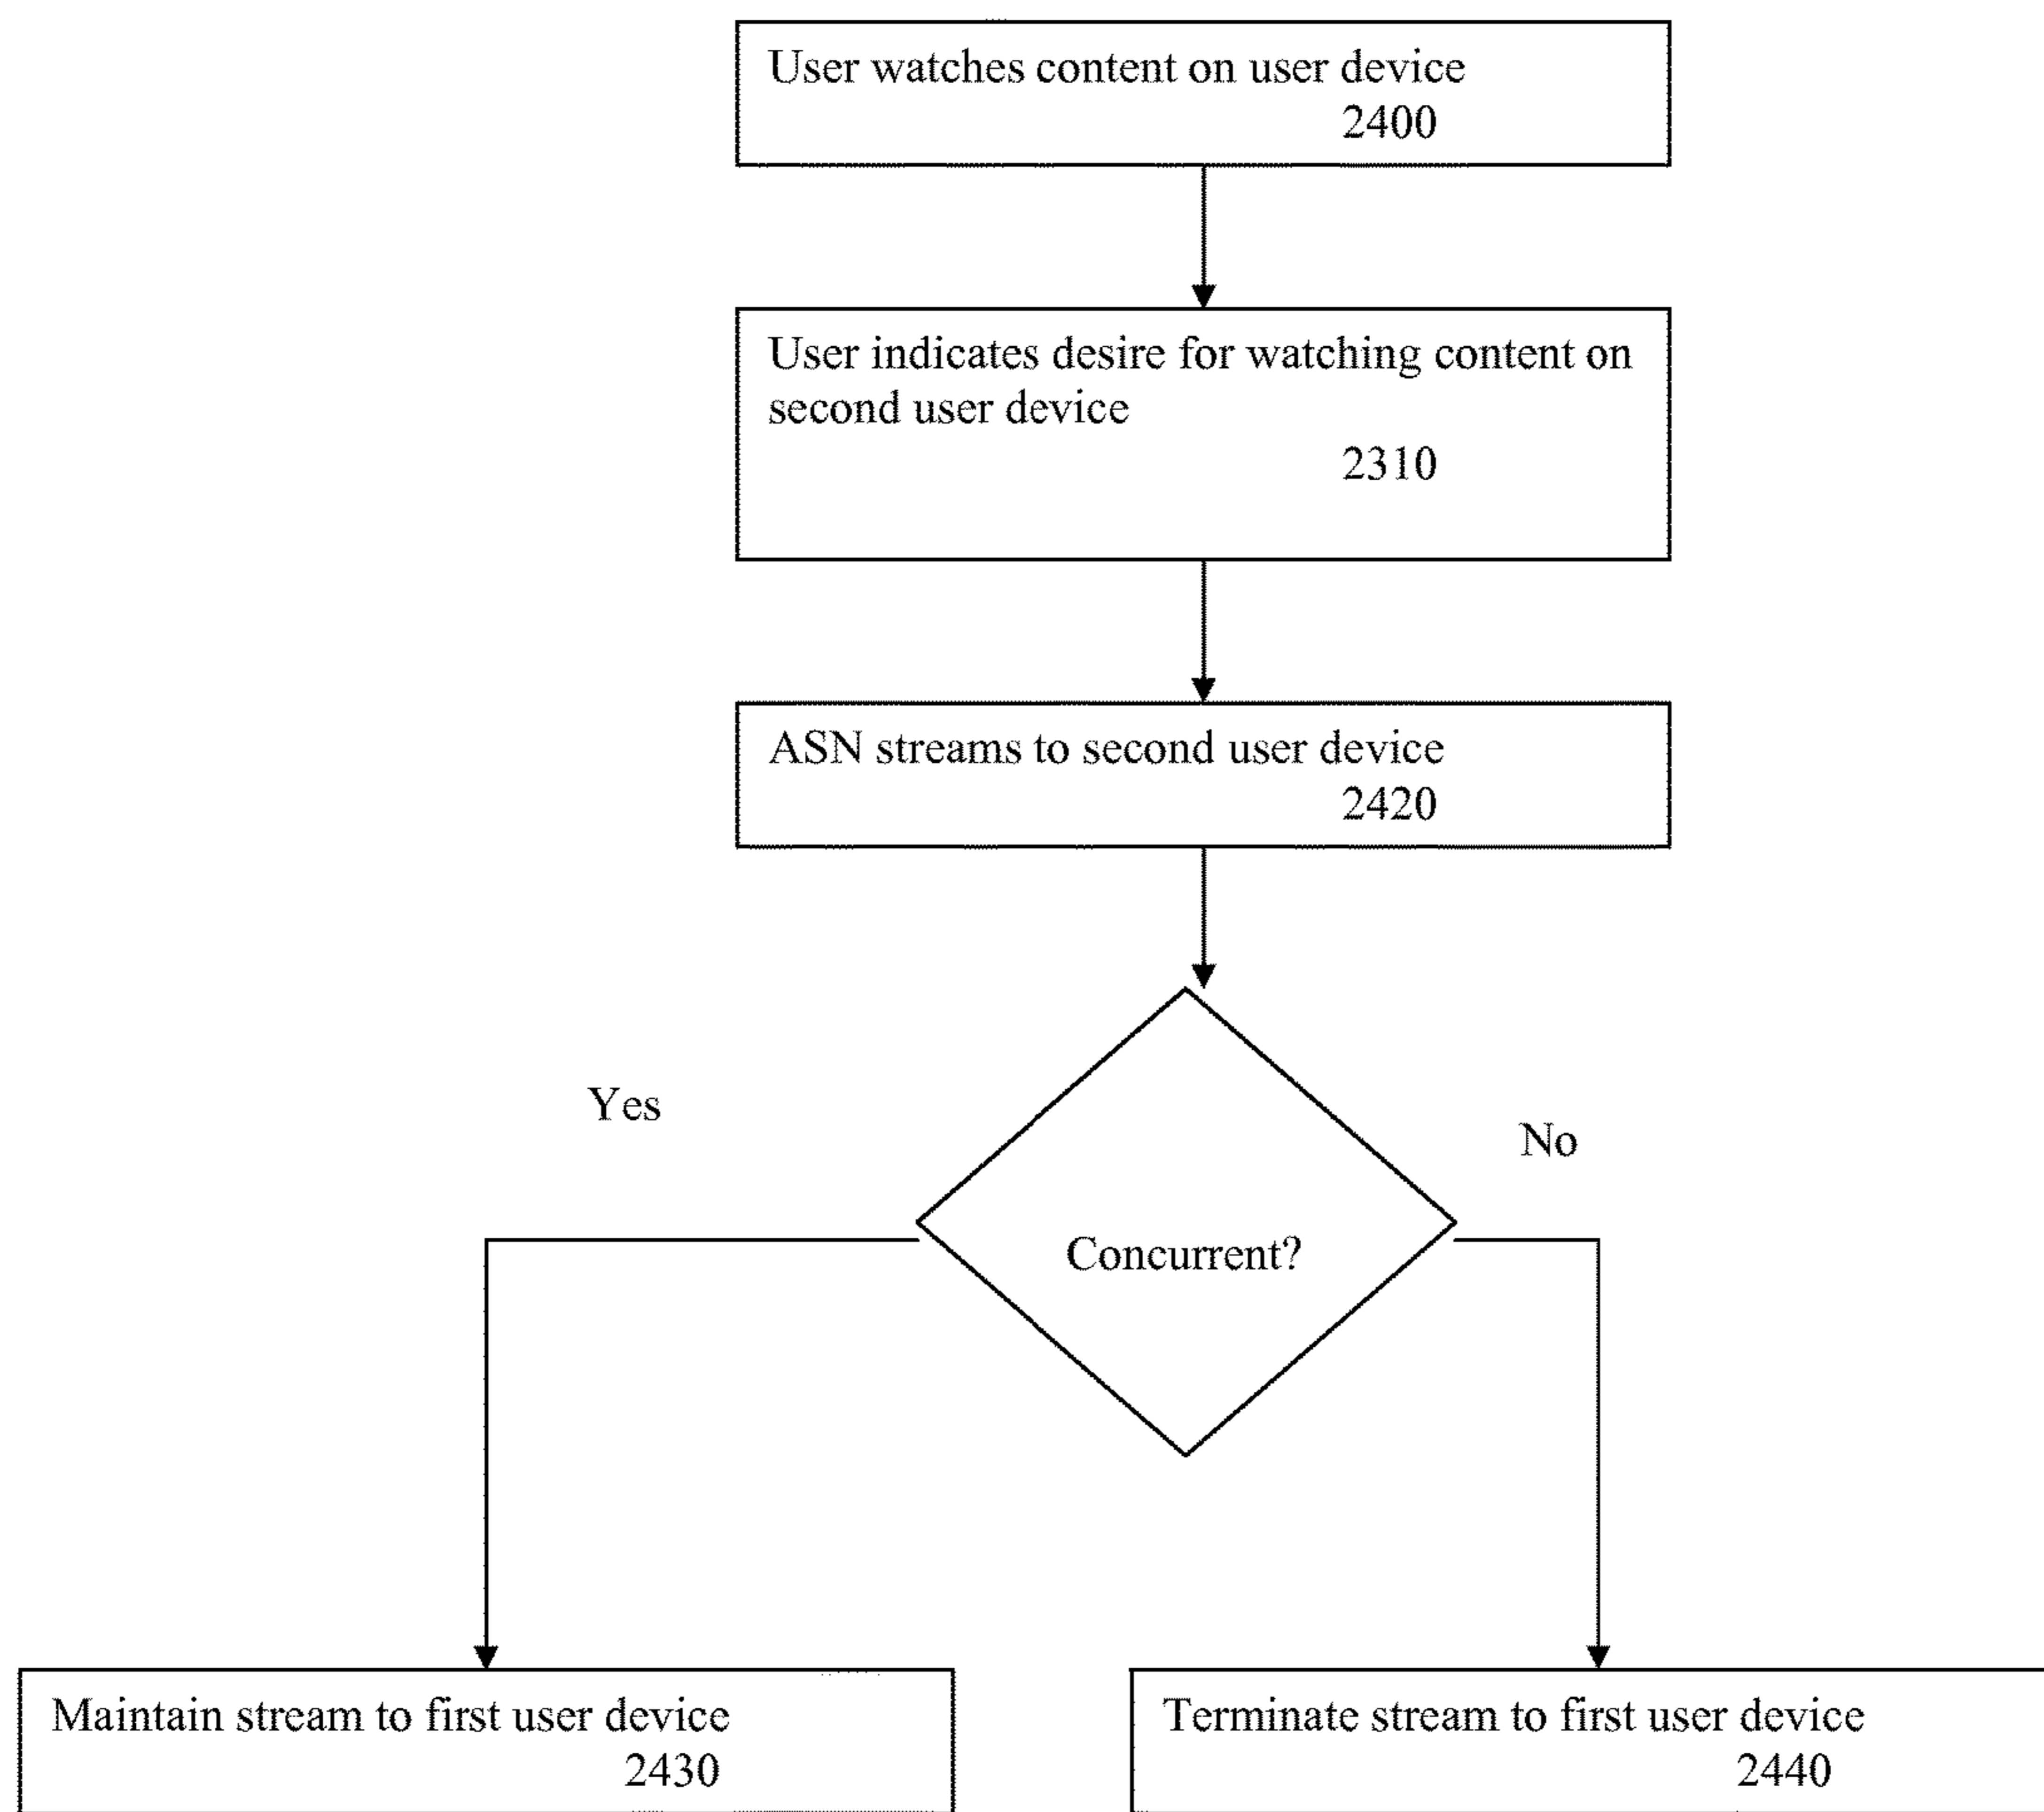 User watches content on user device
2400
User indicates desire for watching content on
second user device
2310
ASN streams to second user device
2420
Yes
No
Concurrent?
Maintain stream to first user device
2430
Terminate stream to first user device
2440